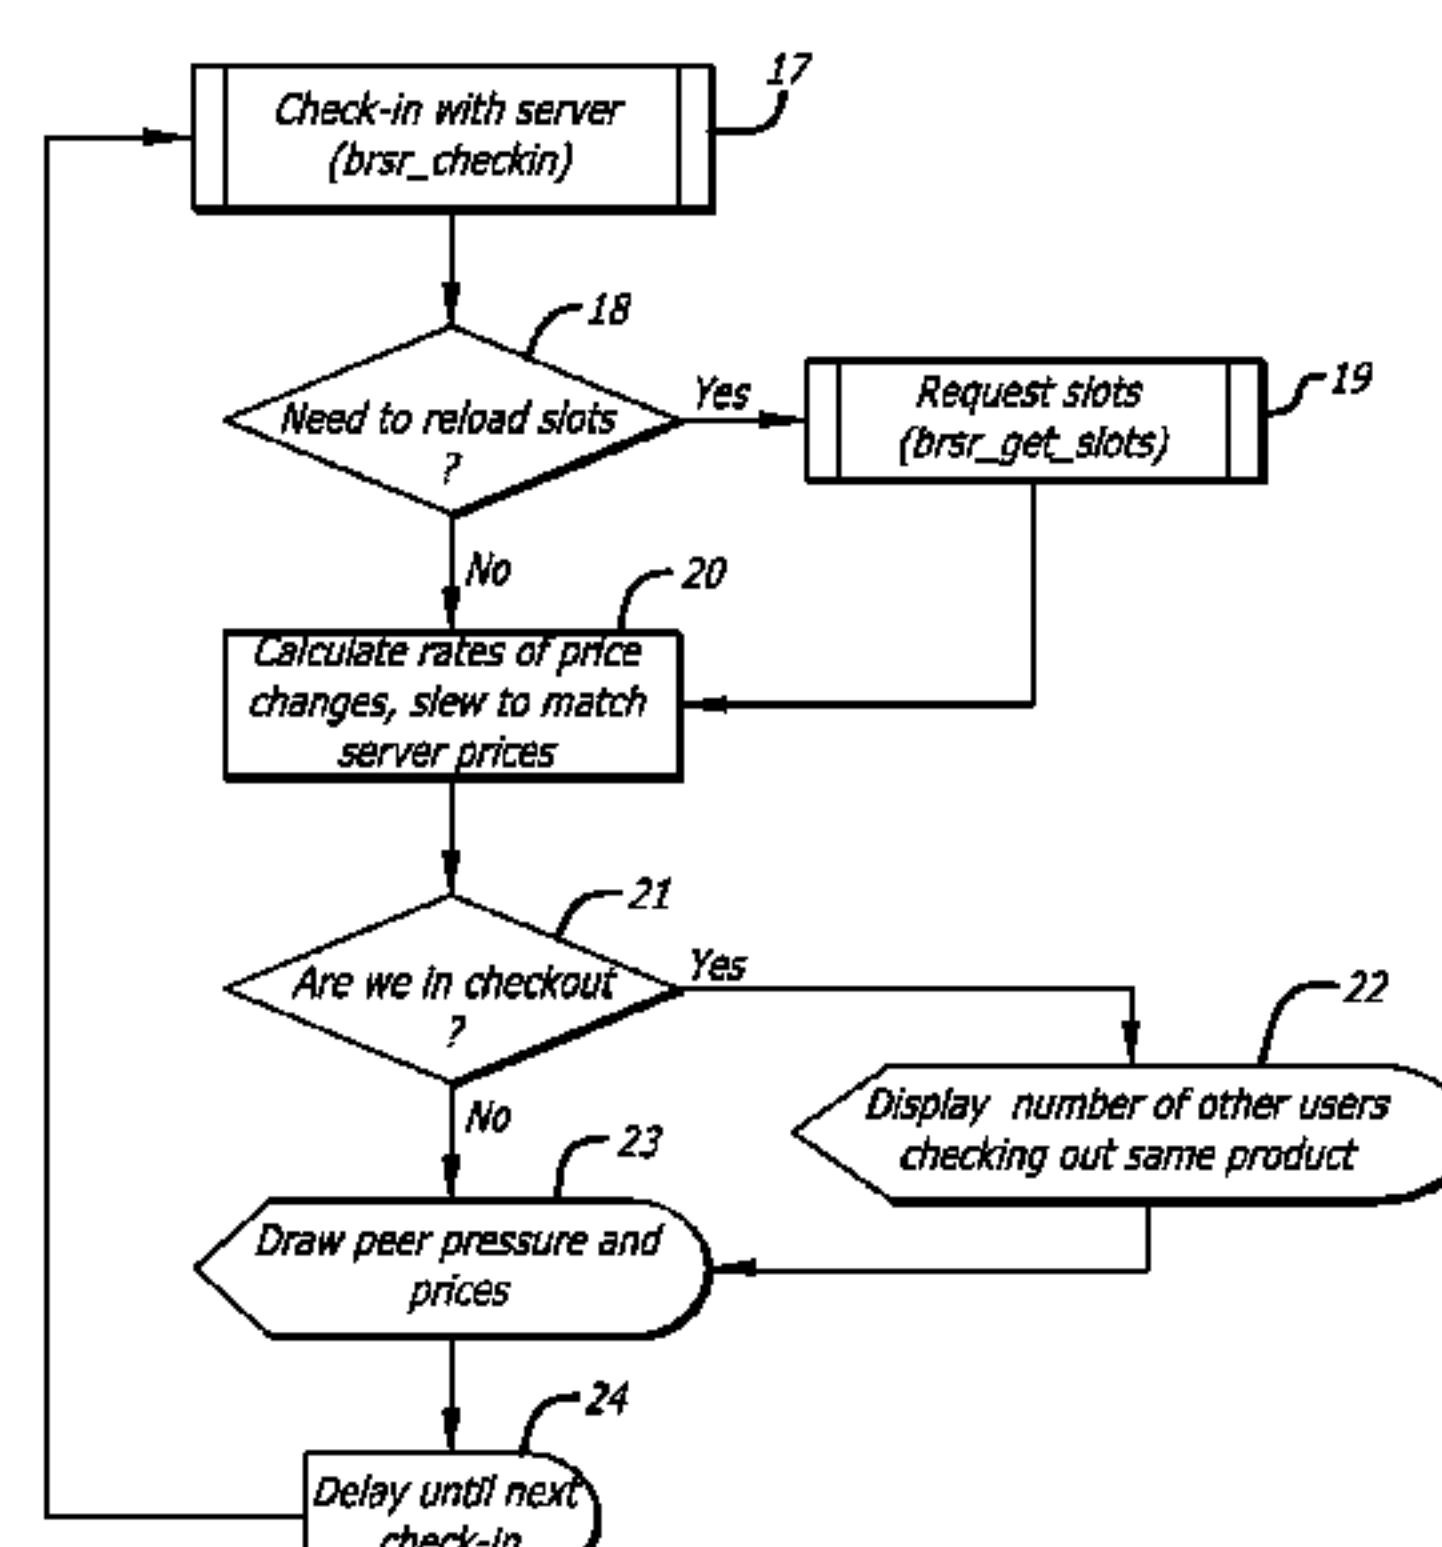 17
Check-in with server
(brsr_checkin)
18
Need to reload slots
?
Yes
19
Request slots
(brsr_get_slots)
No
20
Calculate rates of price
changes, slew to match
server prices
21
Are we in checkout
?
Yes
22
Display number of other users
checking out same product
No
23
Draw peer pressure and
prices
24
Delay until next
check-in